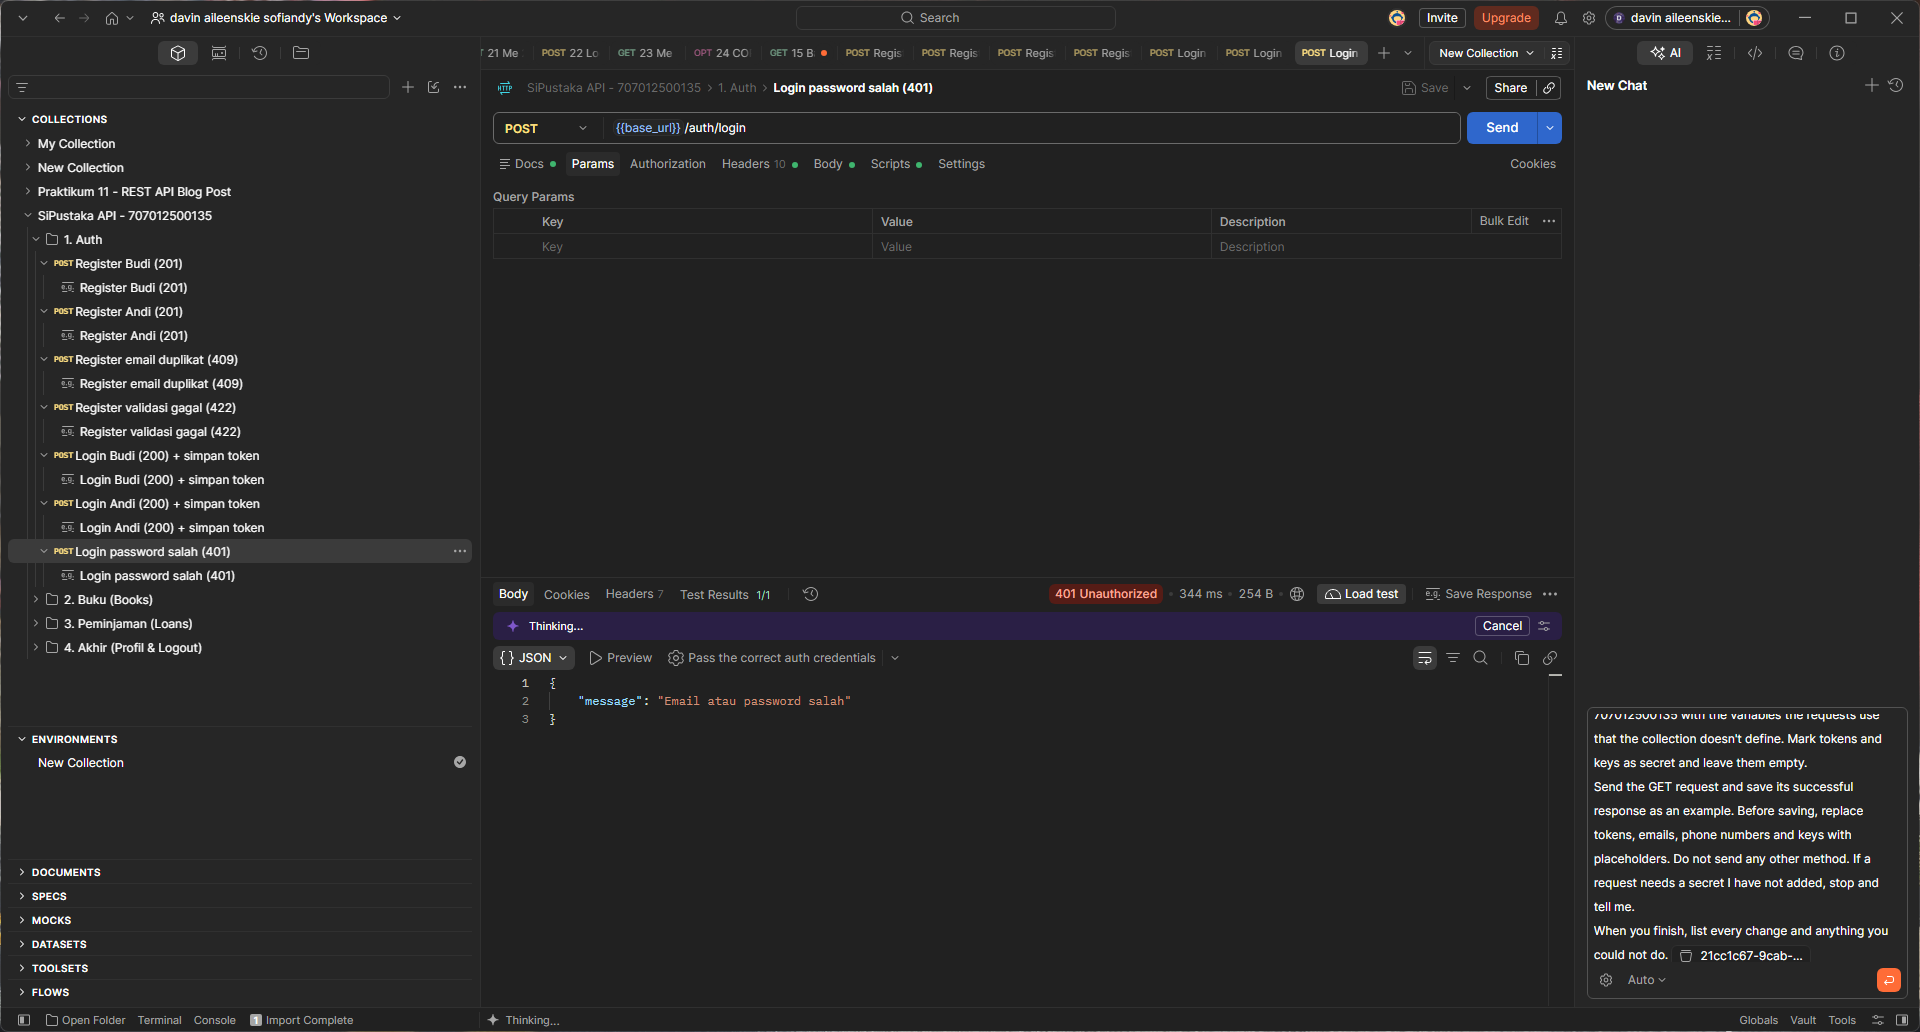 davin aileenskie sofiandy's Workspace
Search
Invite
Upgrade
davin aileenskie...
T 21 Me
POST 22 Lo
GET 23 Me
OPT 24 CO
GET 15 B
POST Regis
POST Regis
POST Regis
POST Regis
POST Login
POST Login
POST Login
New Collection
AI
SiPustaka API - 707012500135 > 1. Auth > Login password salah (401)
Save
Share
New Chat
COLLECTIONS
My Collection
New Collection
Praktikum 11 - REST API Blog Post
SiPustaka API - 707012500135
1. Auth
POST Register Budi (201)
e.g. Register Budi (201)
POST Register Andi (201)
e.g. Register Andi (201)
POST Register email duplikat (409)
e.g. Register email duplikat (409)
POST Register validasi gagal (422)
e.g. Register validasi gagal (422)
POST Login Budi (200) + simpan token
e.g. Login Budi (200) + simpan token
POST Login Andi (200) + simpan token
e.g. Login Andi (200) + simpan token
POST Login password salah (401)
e.g. Login password salah (401)
2. Buku (Books)
3. Peminjaman (Loans)
4. Akhir (Profil & Logout)
ENVIRONMENTS
New Collection
DOCUMENTS
SPECS
MOCKS
DATASETS
TOOLSETS
FLOWS
HTTP
POST
{{base_url}} /auth/login
Send
Docs
Params
Authorization
Headers 10
Body
Scripts
Settings
Cookies
Query Params
Key Value Description Bulk Edit
Key Value Description
Body
Cookies
Headers 7
Test Results 1/1
401 Unauthorized
344 ms
254 B
Load test
e.g. Save Response
Thinking...
Cancel
{} JSON
Preview
Pass the correct auth credentials
1 {
2 "message": "Email atau password salah"
3 }
707012500135 with the variables the requests use
that the collection doesn't define. Mark tokens and
keys as secret and leave them empty.
Send the GET request and save its successful
response as an example. Before saving, replace
tokens, emails, phone numbers and keys with
placeholders. Do not send any other method. If a
request needs a secret I have not added, stop and
tell me.
When you finish, list every change and anything you
could not do. 21cc1c67-9cab-...
Auto
Open Folder
Terminal
Console
1 Import Complete
Thinking...
Globals
Vault
Tools